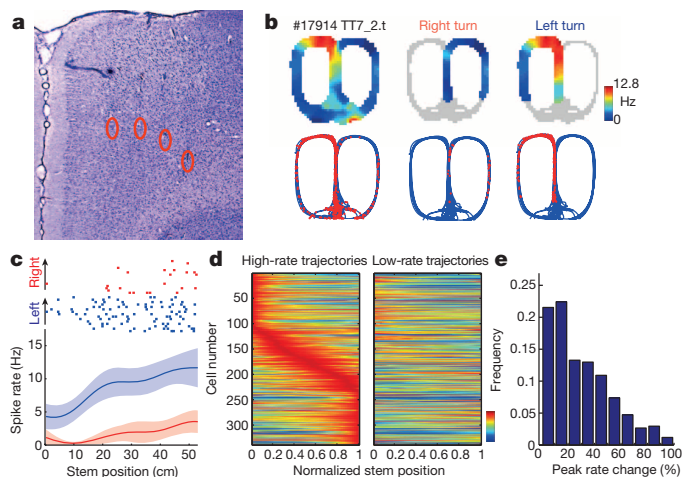 a
b
#17914 TT7_2.t
Right turn
Left turn
12.8
Hz
0
c
Right
Left
Spike rate (Hz)
15
10
5
0
0 10 20 30 40 50
Stem position (cm)
d
High-rate trajectories
Low-rate trajectories
Cell number
50
100
150
200
250
300
0 0.2 0.4 0.6 0.8 1
0 0.2 0.4 0.6 0.8 1
Normalized stem position
e
Frequency
0.25
0.2
0.15
0.1
0.05
0
0 20 40 60 80 100
Peak rate change (%)